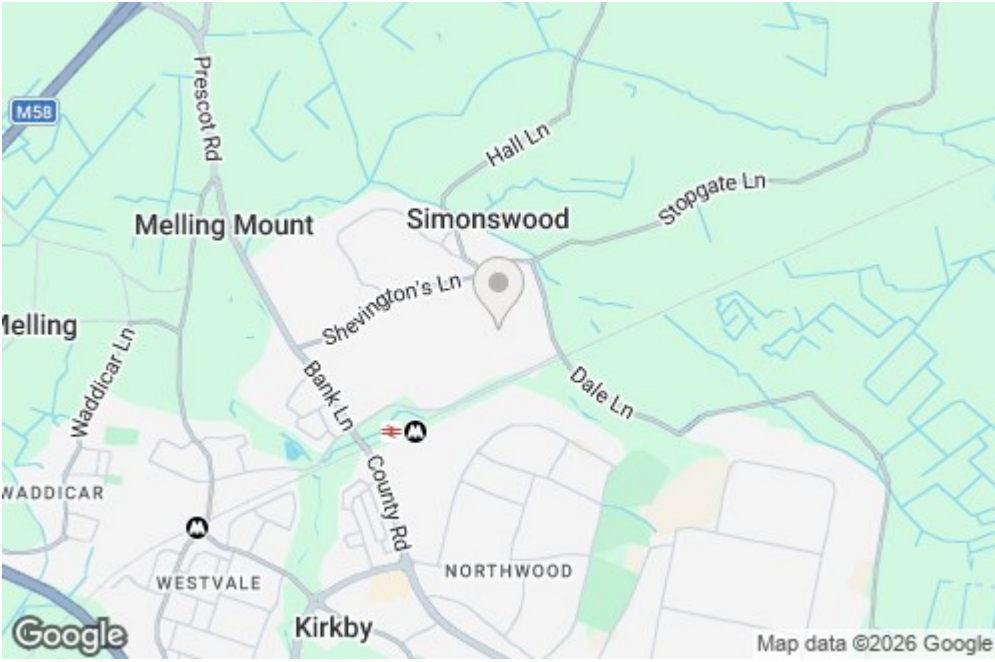 M58
Prescot Rd
Hall Ln
Stopgate Ln
Melling Mount
Simonswood
Shevington's Ln
Melling
Waddicar Ln
Bank Ln
Dale Ln
County Rd
WADDICAR
WESTVALE
NORTHWOOD
Kirkby
Google
Map data ©2026 Google